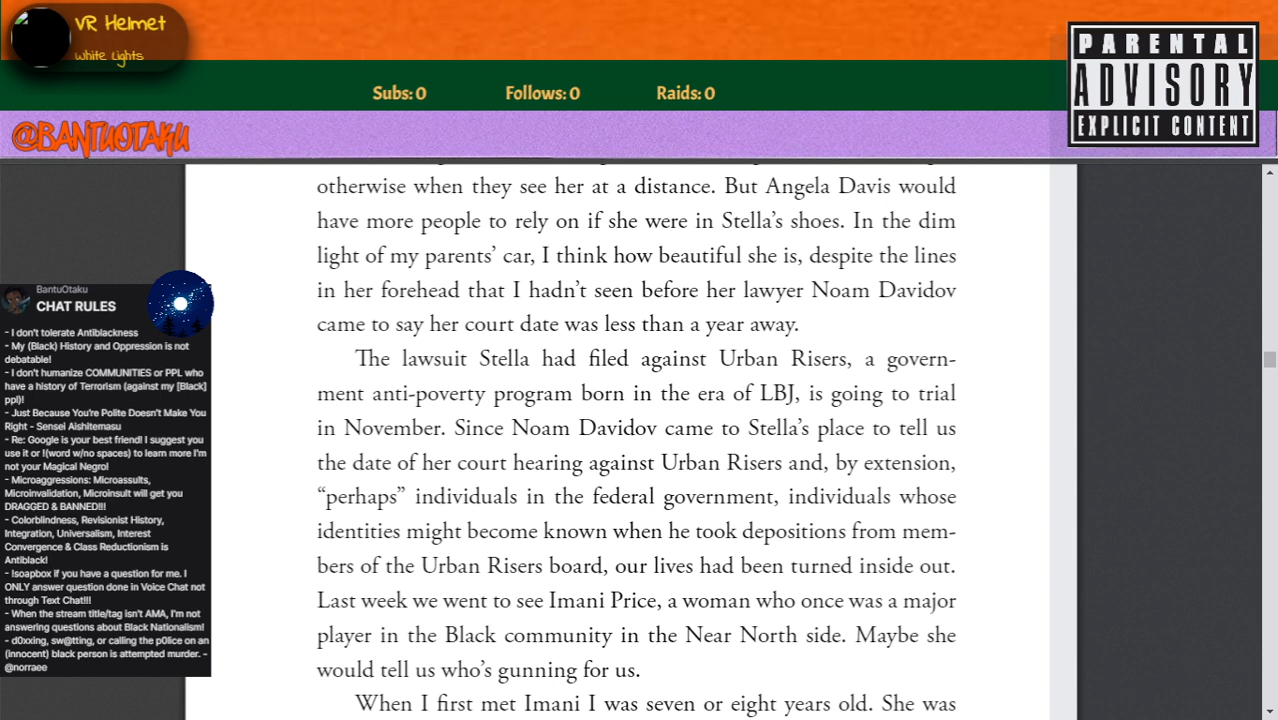 VR Helmet
White Lights
PARENTAL
ADVISORY
EXPLICIT CONTENT
Subs: 0 Follows: 0 Raids: 0
@BANTUOTAKU
otherwise when they see her at a distance. But Angela Davis would
have more people to rely on if she were in Stella’s shoes. In the dim
light of my parents’ car, I think how beautiful she is, despite the lines
in her forehead that I hadn’t seen before her lawyer Noam Davidov
came to say her court date was less than a year away.
The lawsuit Stella had filed against Urban Risers, a govern-
ment anti-poverty program born in the era of LBJ, is going to trial
in November. Since Noam Davidov came to Stella’s place to tell us
the date of her court hearing against Urban Risers and, by extension,
“perhaps” individuals in the federal government, individuals whose
identities might become known when he took depositions from mem-
bers of the Urban Risers board, our lives had been turned inside out.
Last week we went to see Imani Price, a woman who once was a major
player in the Black community in the Near North side. Maybe she
would tell us who’s gunning for us.
When I first met Imani I was seven or eight years old. She was
BantuOtaku
CHAT RULES
- I don't tolerate Antiblackness
- My (Black) History and Oppression is not
debatable!
- I don't humanize COMMUNITIES or PPL who
have a history of Terrorism (against my [Black]
ppl)!
- Just Because You're Polite Doesn't Make You
Right - Sensei Aishitemasu
- Re: Google is your best friend! I suggest you
use it or !(word w/no spaces) to learn more I'm
not your Magical Negro!
- Microaggressions: Microassults,
Microinvalidation, Microinsult will get you
DRAGGED & BANNED!!!
- Colorblindness, Revisionist History,
Integration, Universalism, Interest
Convergence & Class Reductionism is
Antiblack!
- !soapbox if you have a question for me. I
ONLY answer question done in Voice Chat not
through Text Chat!!!
- When the stream title/tag isn't AMA, I'm not
answering questions about Black Nationalism!
- d0xxing, sw@tting, or calling the p0lice on an
(innocent) black person is attempted murder. -
@norraee